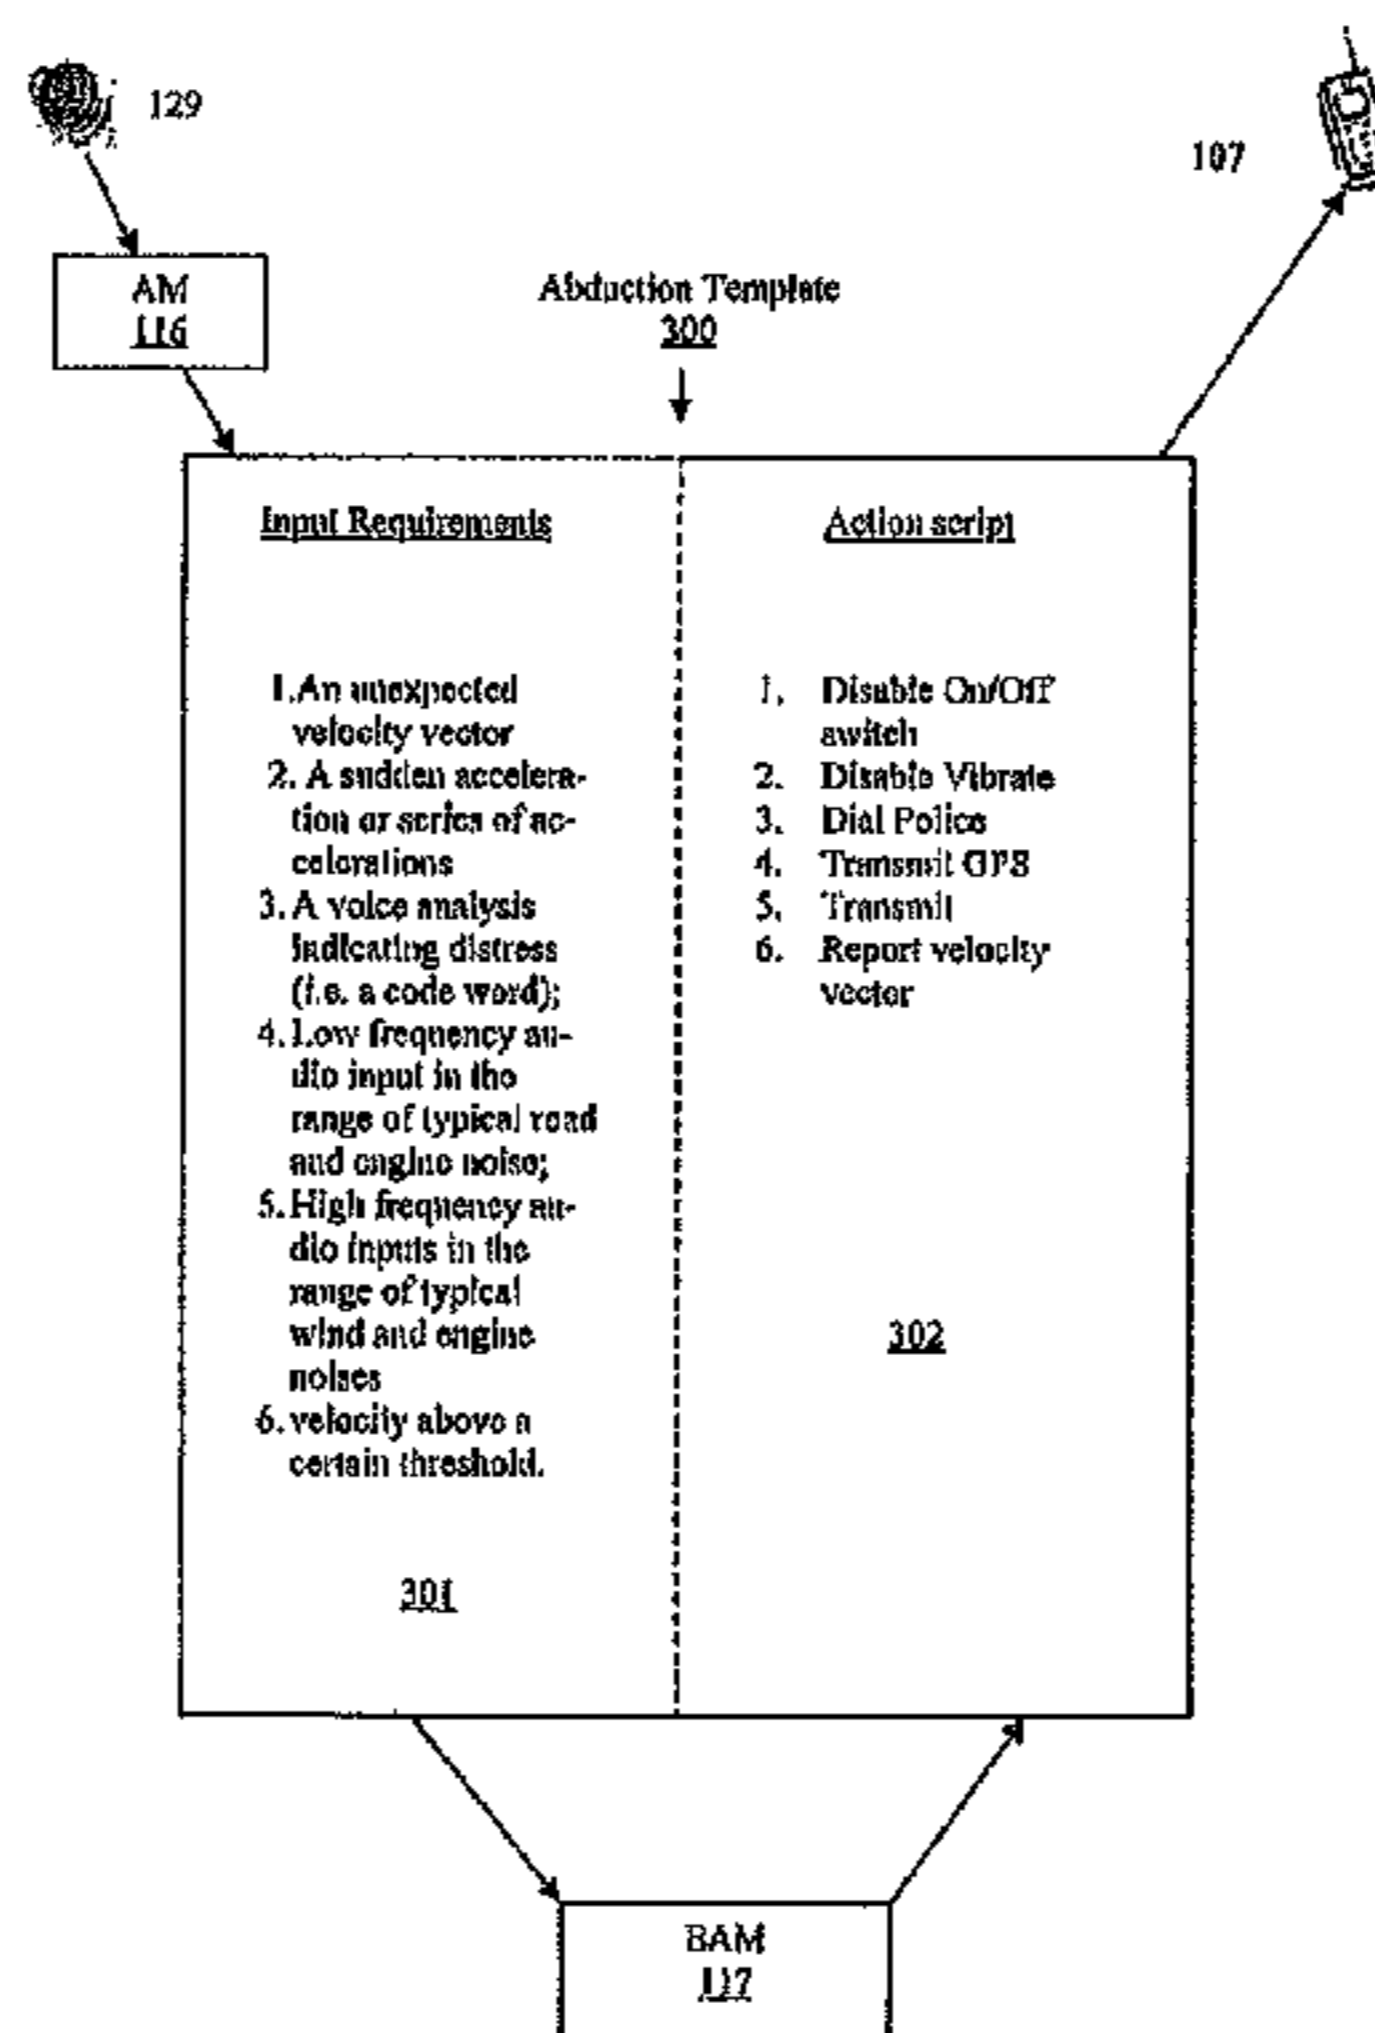 129
107
AM
116
Abduction Template
300
Input Requirements
1.An unexpected
velocity vector
2. A sudden accelera-
tion or series of ac-
celerations
3. A voice analysis
indicating distress
(i.e. a code word);
4. Low frequency au-
dio input in the
range of typical road
and engine noise;
5. High frequency au-
dio inputs in the
range of typical
wind and engine
noises
6. velocity above a
certain threshold.
301
Action script
1. Disable On/Off
switch
2. Disable Vibrate
3. Dial Police
4. Transmit GPS
5. Transmit
6. Report velocity
vector
302
BAM
117